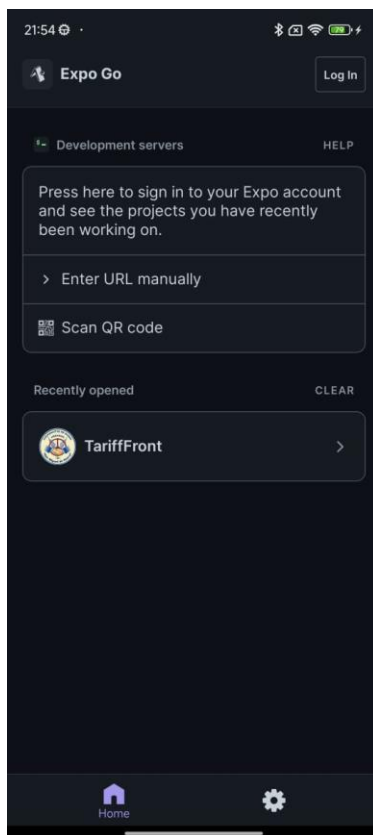 21:54
79
Expo Go
Log In
Development servers
HELP
Press here to sign in to your Expo account
and see the projects you have recently
been working on.
Enter URL manually
Scan QR code
Recently opened
CLEAR
TariffFront
Home